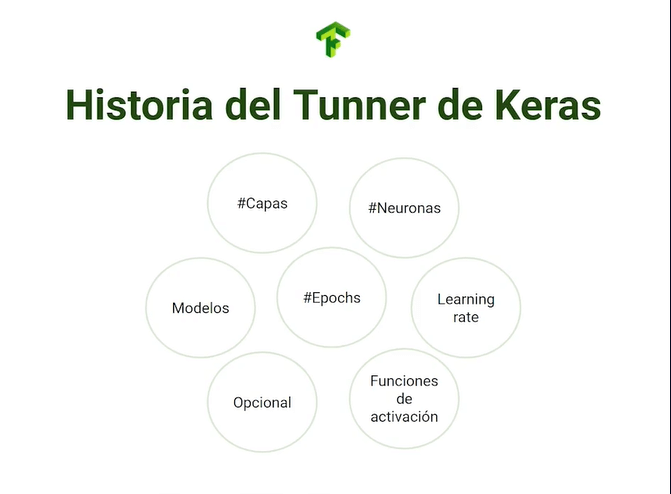 Historia del Tunner de Keras
#Capas
#Neuronas
Modelos
#Epochs
Learning
rate
Opcional
Funciones
de
activación